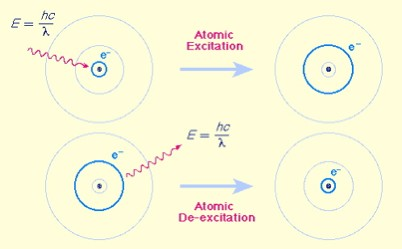 E = hc/λ
e⁻
Atomic
Excitation
e⁻
e⁻
E = hc/λ
Atomic
De-excitation
e⁻